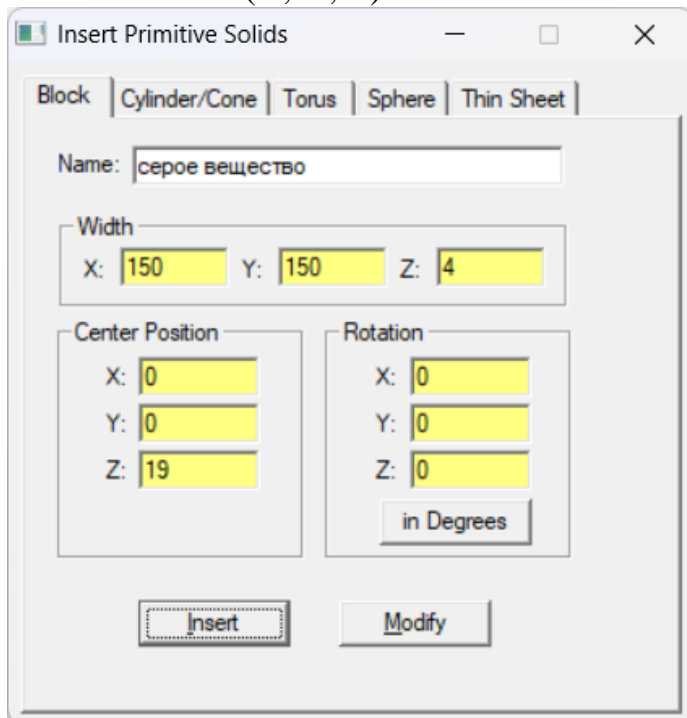 Insert Primitive Solids
Block Cylinder/Cone Torus Sphere Thin Sheet
Name: серое вещество
Width
X: 150 Y: 150 Z: 4
Center Position Rotation
X: 0 X: 0
Y: 0 Y: 0
Z: 19 Z: 0
in Degrees
Insert Modify